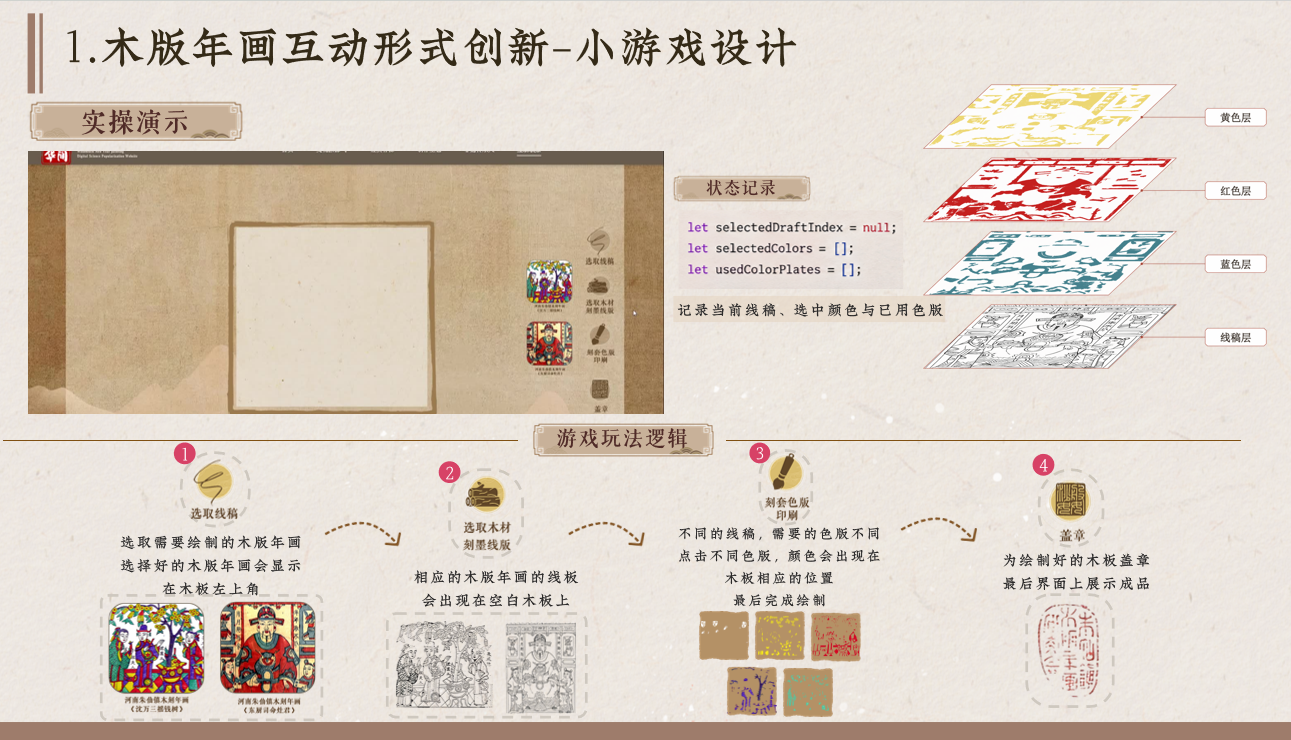 1.木版年画互动形式创新-小游戏设计
实操演示
年网
Digital Science Popularization Website
选取线稿
选取木材
刻墨线版
刻套色版
印刷
盖章
状态记录
let selectedDraftIndex = null;
let selectedColors = [];
let usedColorPlates = [];
记录当前线稿、选中颜色与已用色版
黄色层
红色层
蓝色层
线稿层
游戏玩法逻辑
1
选取线稿
选取需要绘制的木版年画
选择好的木版年画会显示
在木板左上角
河南朱仙镇木刻年画
《沈万三摇钱树》
河南朱仙镇木刻年画
《东厨司命灶君》
2
选取木材
刻墨线版
相应的木版年画的线板
会出现在空白木板上
3
刻套色版
印刷
不同的线稿，需要的色版不同
点击不同色版，颜色会出现在
木板相应的位置
最后完成绘制
4
盖章
为绘制好的木板盖章
最后界面上展示成品